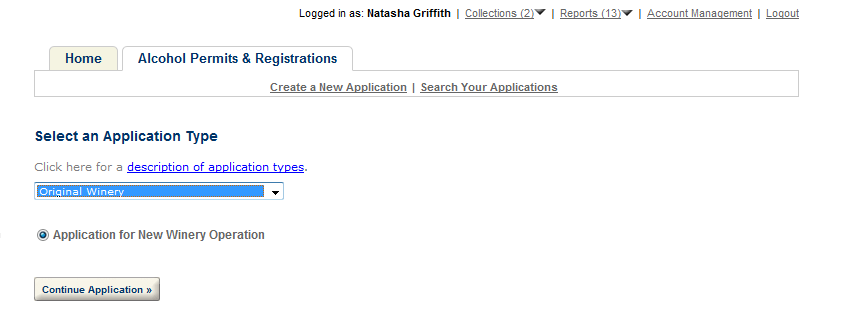 Logged in as: Natasha Griffith | Collections (2) | Reports (13) | Account Management | Logout
Home Alcohol Permits & Registrations
Create a New Application | Search Your Applications
Select an Application Type
Click here for a description of application types.
Original Winery
Application for New Winery Operation
Continue Application »